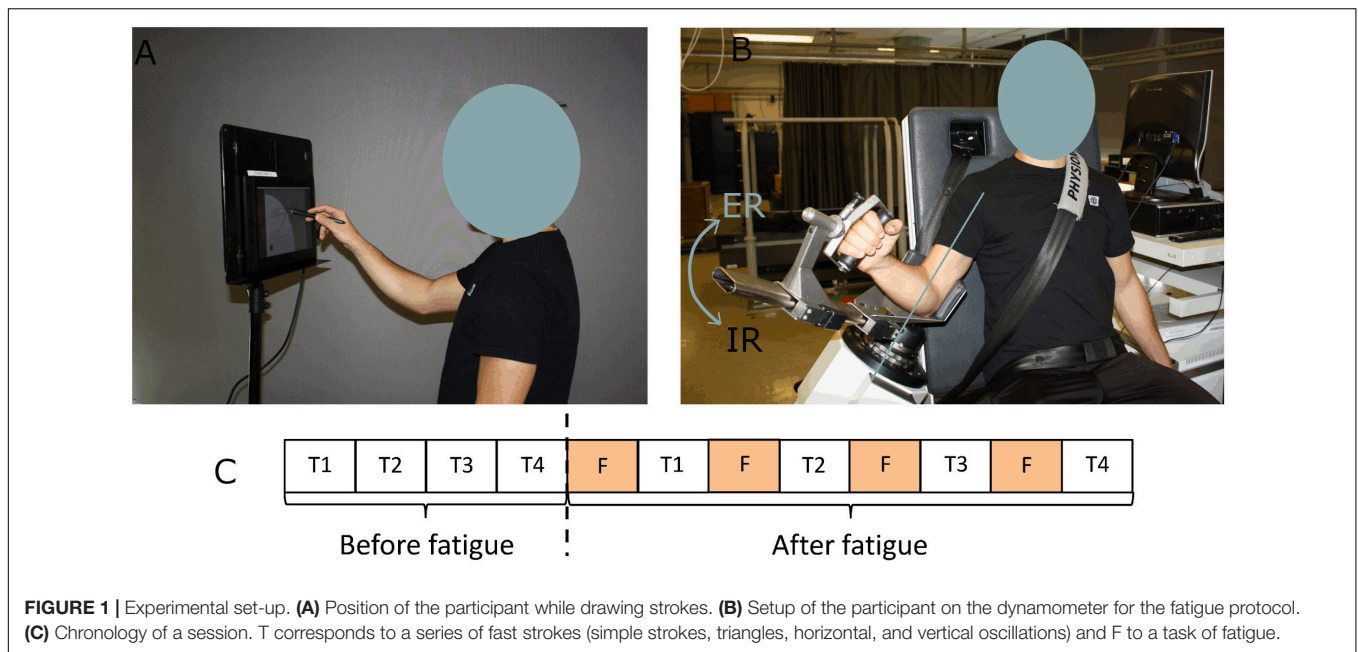 A
B
ER
IR
PHYSIOM
C
T1 T2 T3 T4 F T1 F T2 F T3 F T4
Before fatigue After fatigue
FIGURE 1 | Experimental set-up. (A) Position of the participant while drawing strokes. (B) Setup of the participant on the dynamometer for the fatigue protocol.
(C) Chronology of a session. T corresponds to a series of fast strokes (simple strokes, triangles, horizontal, and vertical oscillations) and F to a task of fatigue.